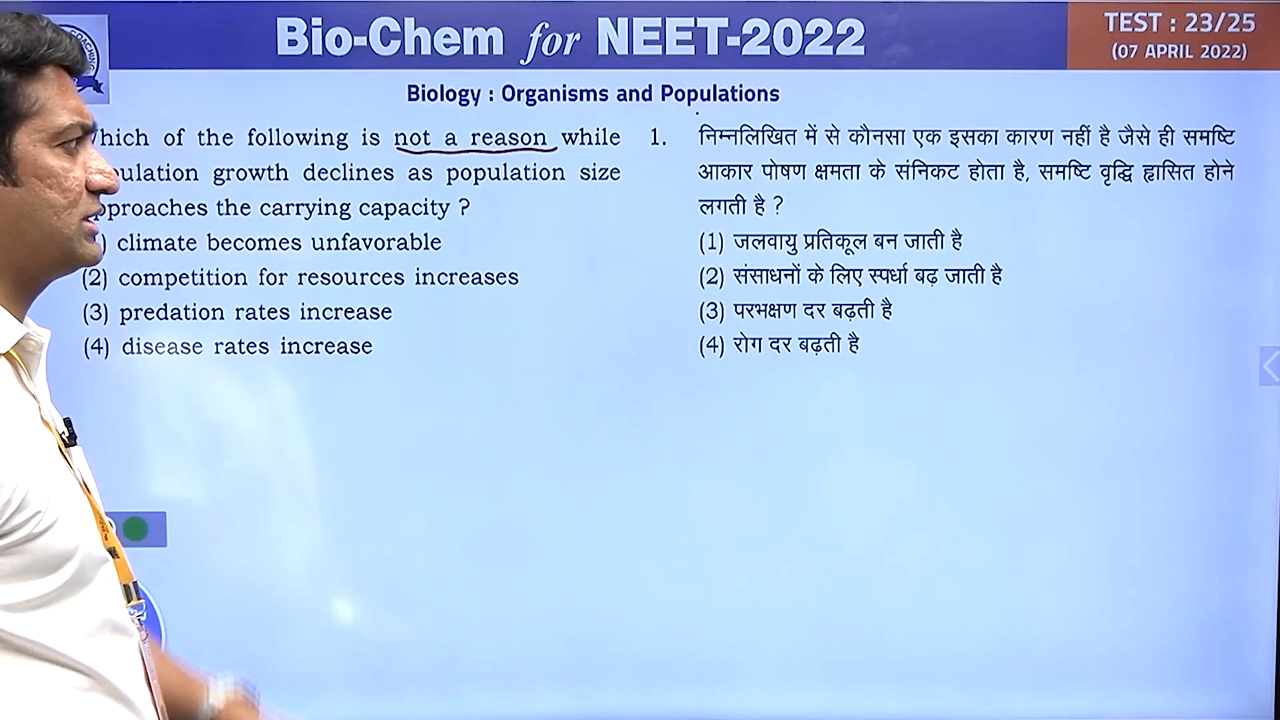 Bio-Chem for NEET-2022
TEST : 23/25
(07 APRIL 2022)
COACHING
Biology : Organisms and Populations
of the following is not a reason while
growth declines as population size
the carrying capacity ?
climate becomes unfavorable
(2) competition for resources increases
(3) predation rates increase
(4) disease rates increase
1. निम्नलिखित में से कौनसा एक इसका कारण नहीं है जैसे ही समष्टि
आकार पोषण क्षमता के संनिकट होता है, समष्टि वृद्धि ह्रासित होने
लगती है ?
(1) जलवायु प्रतिकूल बन जाती है
(2) संसाधनों के लिए स्पर्धा बढ़ जाती है
(3) परभक्षण दर बढ़ती है
(4) रोग दर बढ़ती है